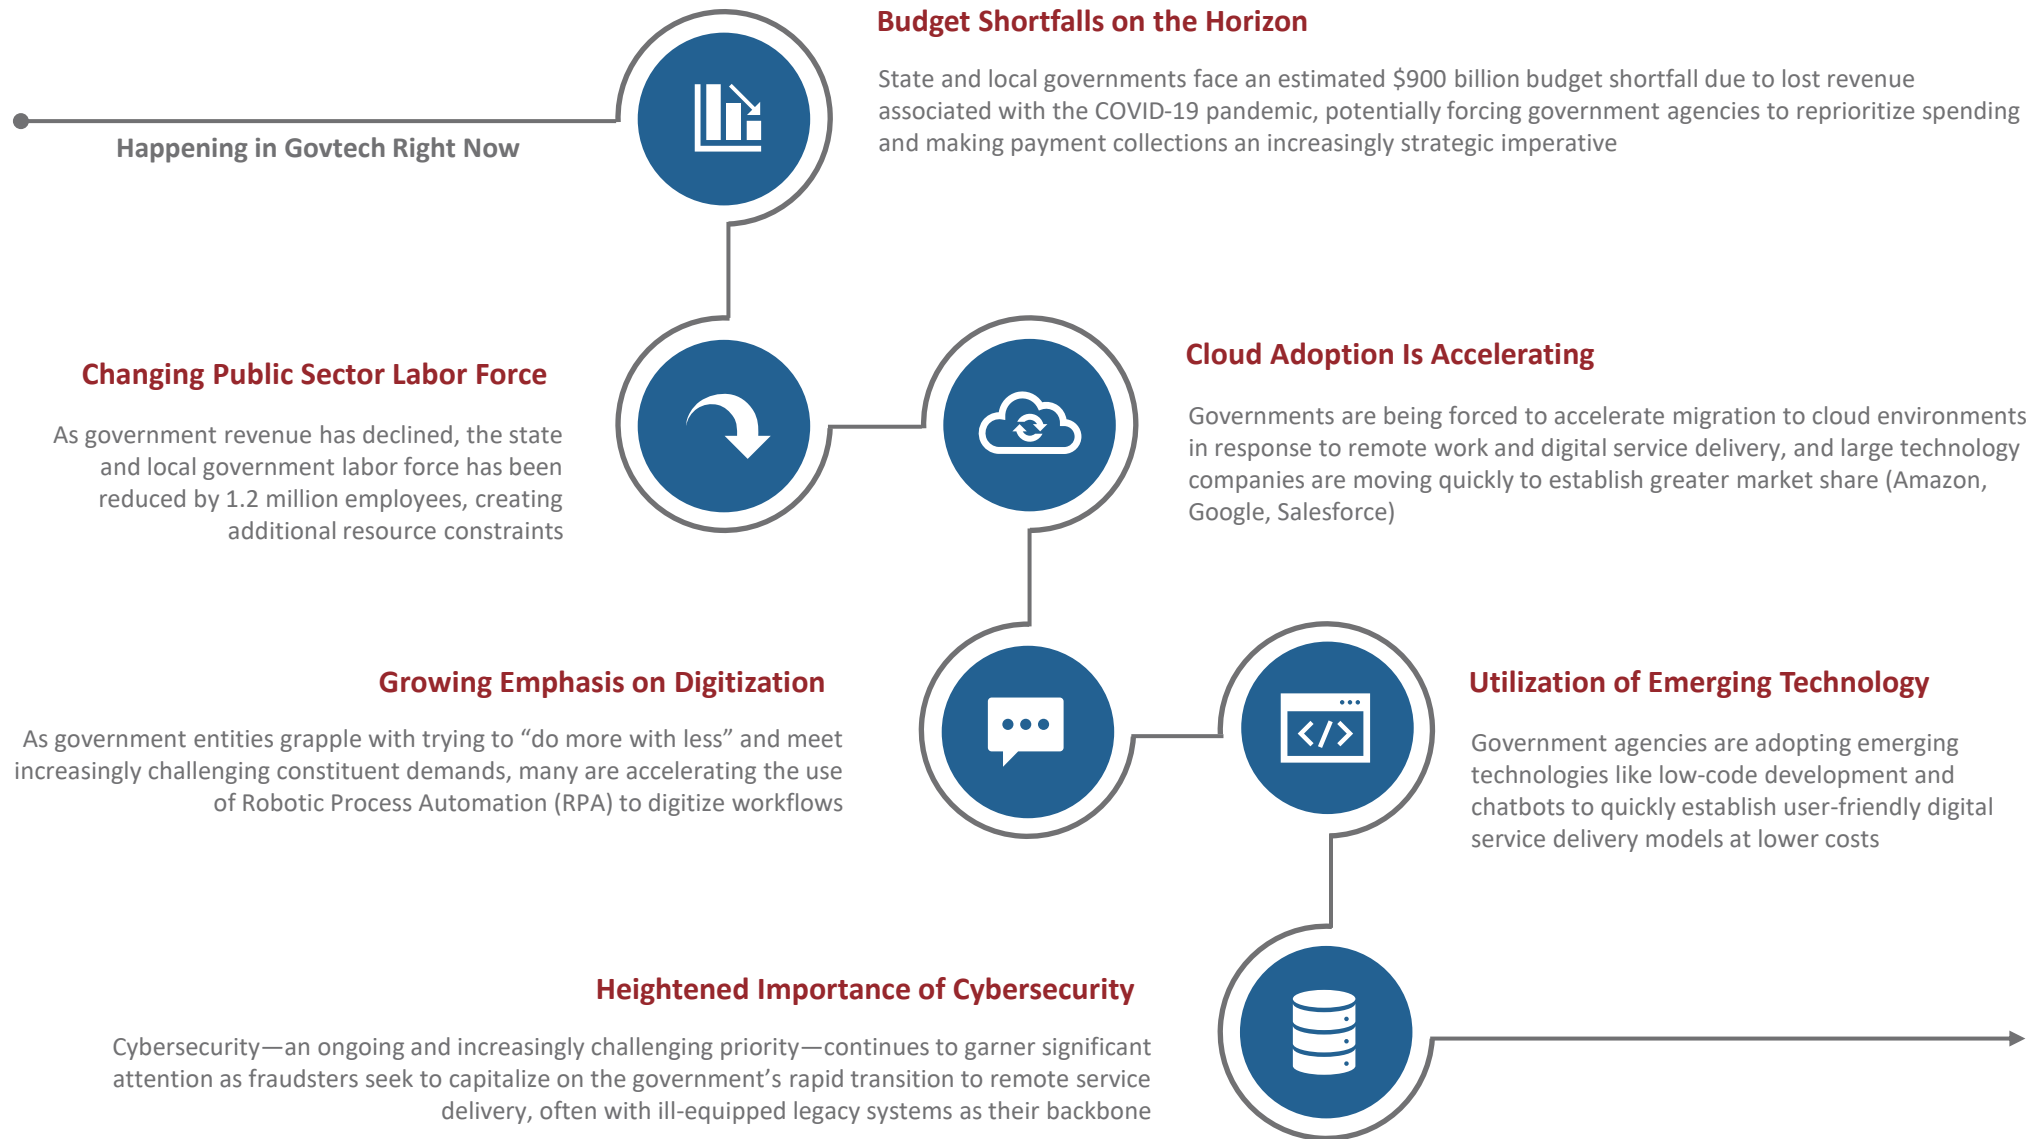 Happening in Govtech Right Now
Budget Shortfalls on the Horizon
State and local governments face an estimated $900 billion budget shortfall due to lost revenue
associated with the COVID-19 pandemic, potentially forcing government agencies to reprioritize spending
and making payment collections an increasingly strategic imperative
Changing Public Sector Labor Force
As government revenue has declined, the state
and local government labor force has been
reduced by 1.2 million employees, creating
additional resource constraints
Cloud Adoption Is Accelerating
Governments are being forced to accelerate migration to cloud environments
in response to remote work and digital service delivery, and large technology
companies are moving quickly to establish greater market share (Amazon,
Google, Salesforce)
Growing Emphasis on Digitization
As government entities grapple with trying to “do more with less” and meet
increasingly challenging constituent demands, many are accelerating the use
of Robotic Process Automation (RPA) to digitize workflows
Utilization of Emerging Technology
Government agencies are adopting emerging
technologies like low-code development and
chatbots to quickly establish user-friendly digital
service delivery models at lower costs
Heightened Importance of Cybersecurity
Cybersecurity—an ongoing and increasingly challenging priority—continues to garner significant
attention as fraudsters seek to capitalize on the government’s rapid transition to remote service
delivery, often with ill-equipped legacy systems as their backbone